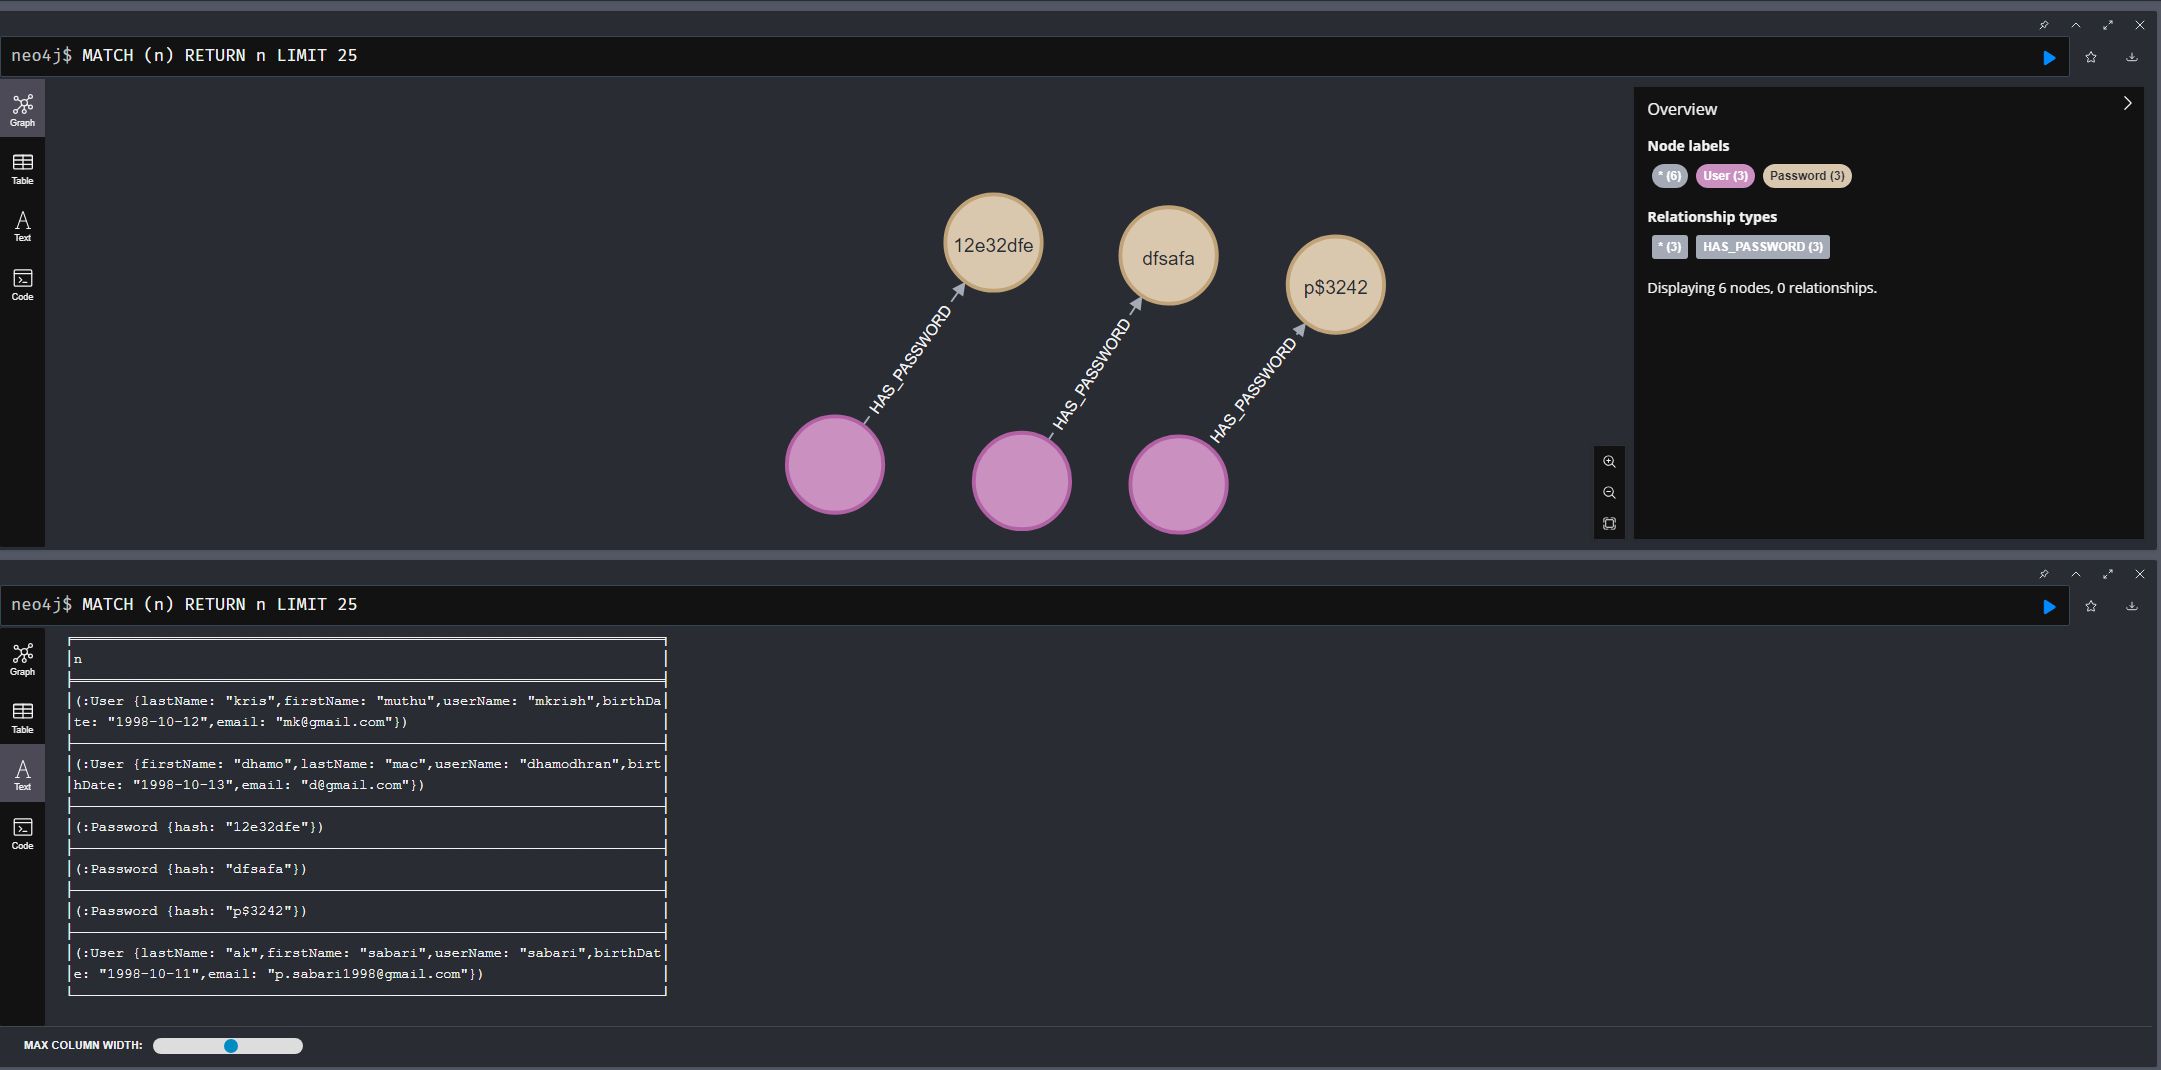 neo4j$ MATCH (n) RETURN n LIMIT 25
Graph
Table
Text
Code
12e32dfe
dfsafa
p$3242
HAS_PASSWORD
HAS_PASSWORD
HAS_PASSWORD
Overview
Node labels
* (6) User (3) Password (3)
Relationship types
* (3) HAS_PASSWORD (3)
Displaying 6 nodes, 0 relationships.
neo4j$ MATCH (n) RETURN n LIMIT 25
Graph
Table
Text
Code
n
(:User {lastName: "kris",firstName: "muthu",userName: "mkrish",birthDa
te: "1998-10-12",email: "mk@gmail.com"})
(:User {firstName: "dhamo",lastName: "mac",userName: "dhamodhran",birt
hDate: "1998-10-13",email: "d@gmail.com"})
(:Password {hash: "12e32dfe"})
(:Password {hash: "dfsafa"})
(:Password {hash: "p$3242"})
(:User {lastName: "ak",firstName: "sabari",userName: "sabari",birthDat
e: "1998-10-11",email: "p.sabari1998@gmail.com"})
MAX COLUMN WIDTH: